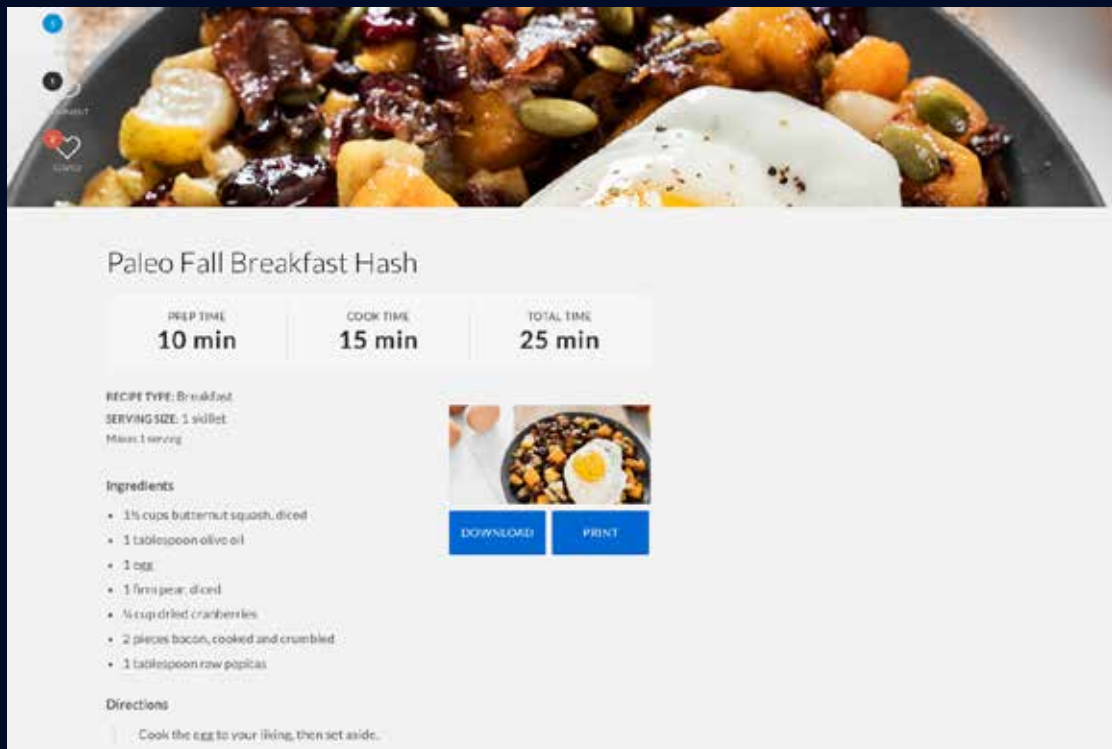 Paleo Fall Breakfast Hash
PREP TIME
10 min
COOK TIME
15 min
TOTAL TIME
25 min
RECIPE TYPE: Breakfast
SERVING SIZE: 1 skillet
Makes 1 serving
Ingredients
1½ cups butternut squash, diced
1 tablespoon olive oil
1 egg
1 firm pear, diced
cup dried cranberries
2 pieces bacon, cooked and crumbled
1 tablespoon raw pepitas
DOWNLOAD
PRINT
Directions
Cook the egg to your liking, then set aside.